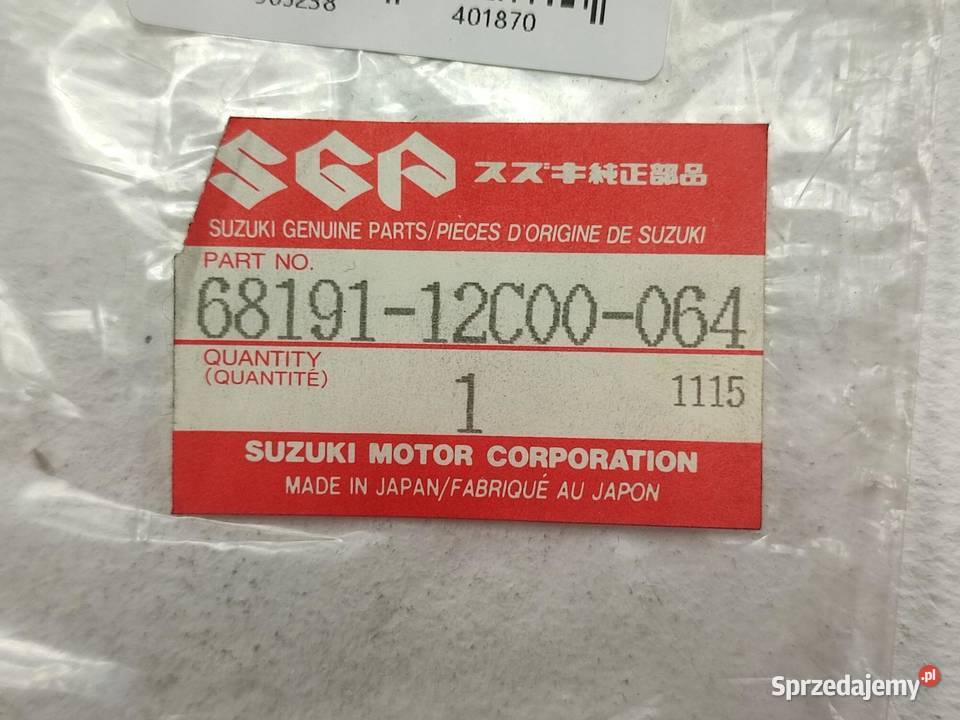 401870
SGP スズキ純正部品
SUZUKI GENUINE PARTS/PIÈCES D'ORIGINE DE SUZUKI
PART NO.
68191-12C00-064
QUANTITY
(QUANTITÉ)
1 1115
SUZUKI MOTOR CORPORATION
MADE IN JAPAN/FABRIQUÉ AU JAPON
Sprzedajemy.pl